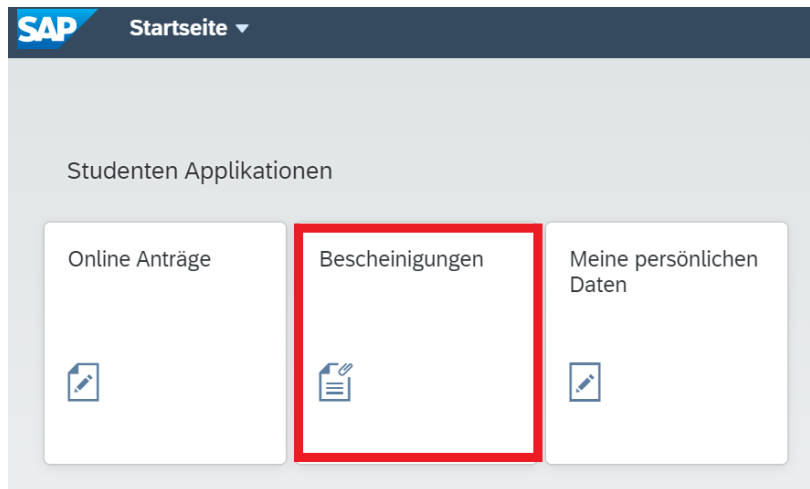 SAP Startseite
Studenten Applikationen
Online Anträge
Bescheinigungen
Meine persönlichen
Daten